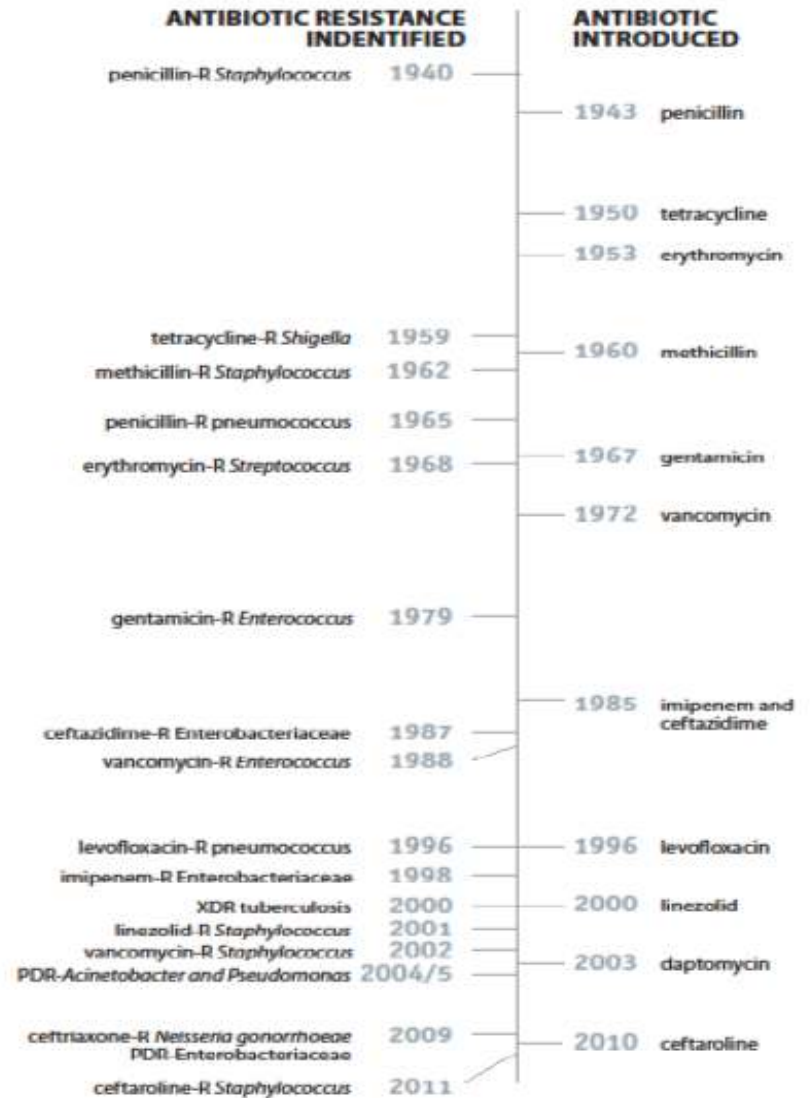 ANTIBIOTIC RESISTANCE
INDENTIFIED
ANTIBIOTIC
INTRODUCED
penicillin-R Staphylococcus 1940
1943 penicillin
1950 tetracycline
1953 erythromycin
tetracycline-R Shigella 1959
1960 methicillin
methicillin-R Staphylococcus 1962
penicillin-R pneumococcus 1965
1967 gentamicin
erythromycin-R Streptococcus 1968
1972 vancomycin
gentamicin-R Enterococcus 1979
1985 imipenem and
ceftazidime
ceftazidime-R Enterobacteriaceae 1987
vancomycin-R Enterococcus 1988
levofloxacin-R pneumococcus 1996
1996 levofloxacin
imipenem-R Enterobacteriaceae 1998
XDR tuberculosis 2000
2000 linezolid
linezolid-R Staphylococcus 2001
vancomycin-R Staphylococcus 2002
2003 daptomycin
PDR-Acinetobacter and Pseudomonas 2004/5
ceftriaxone-R Neisseria gonorrhoeae 2009
PDR-Enterobacteriaceae
2010 ceftaroline
ceftaroline-R Staphylococcus 2011